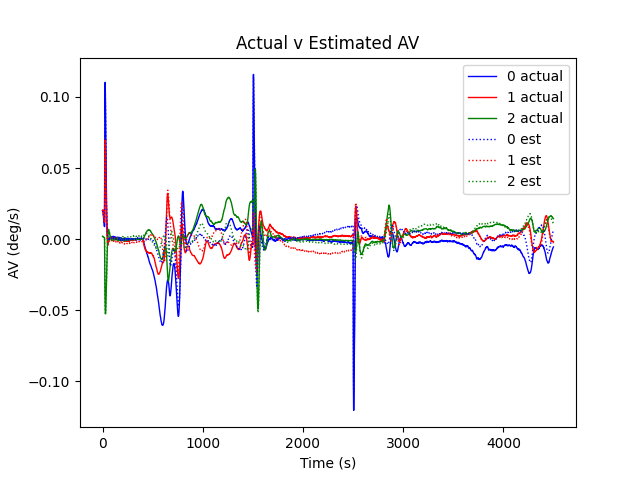 Actual v Estimated AV
0 actual
1 actual
2 actual
0 est
1 est
2 est
0.10
0.05
0.00
−0.05
−0.10
AV (deg/s)
0 1000 2000 3000 4000
Time (s)